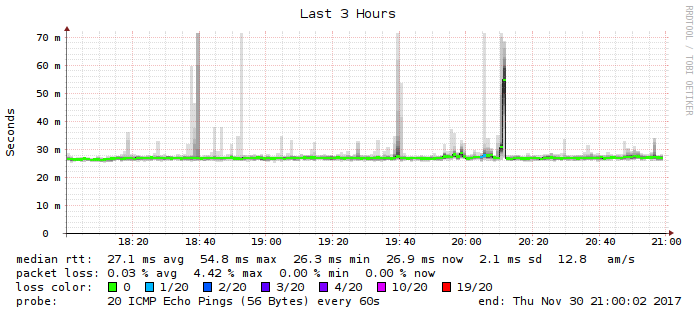 Last 3 Hours
RRDTOOL / TOBI OETIKER
Seconds
70 m
60 m
50 m
40 m
30 m
20 m
10 m
0
18:20 18:40 19:00 19:20 19:40 20:00 20:20 20:40 21:00
median rtt: 27.1 ms avg 54.8 ms max 26.3 ms min 26.9 ms now 2.1 ms sd 12.8 am/s
packet loss: 0.03 % avg 4.42 % max 0.00 % min 0.00 % now
loss color: 0 1/20 2/20 3/20 4/20 10/20 19/20
probe: 20 ICMP Echo Pings (56 Bytes) every 60s end: Thu Nov 30 21:00:02 2017